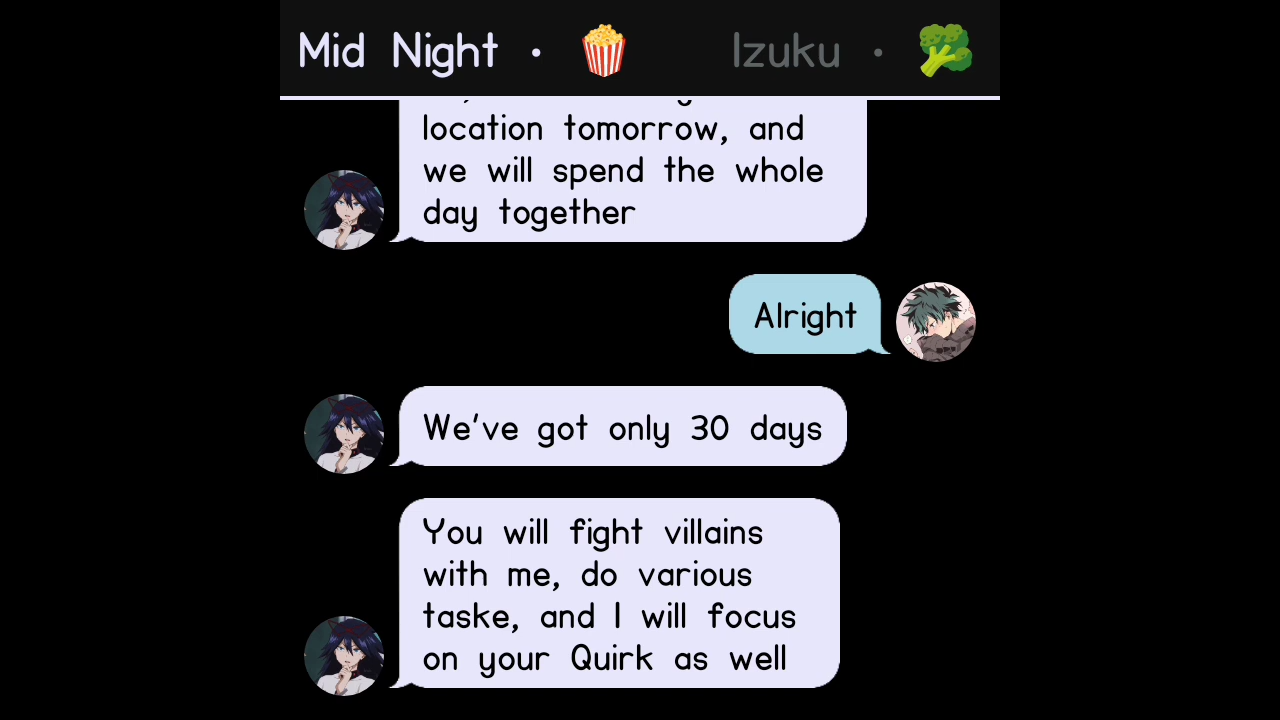 Mid Night • Izuku •
location tomorrow, and
we will spend the whole
day together
Alright
We've got only 30 days
You will fight villains
with me, do various
taske, and I will focus
on your Quirk as well